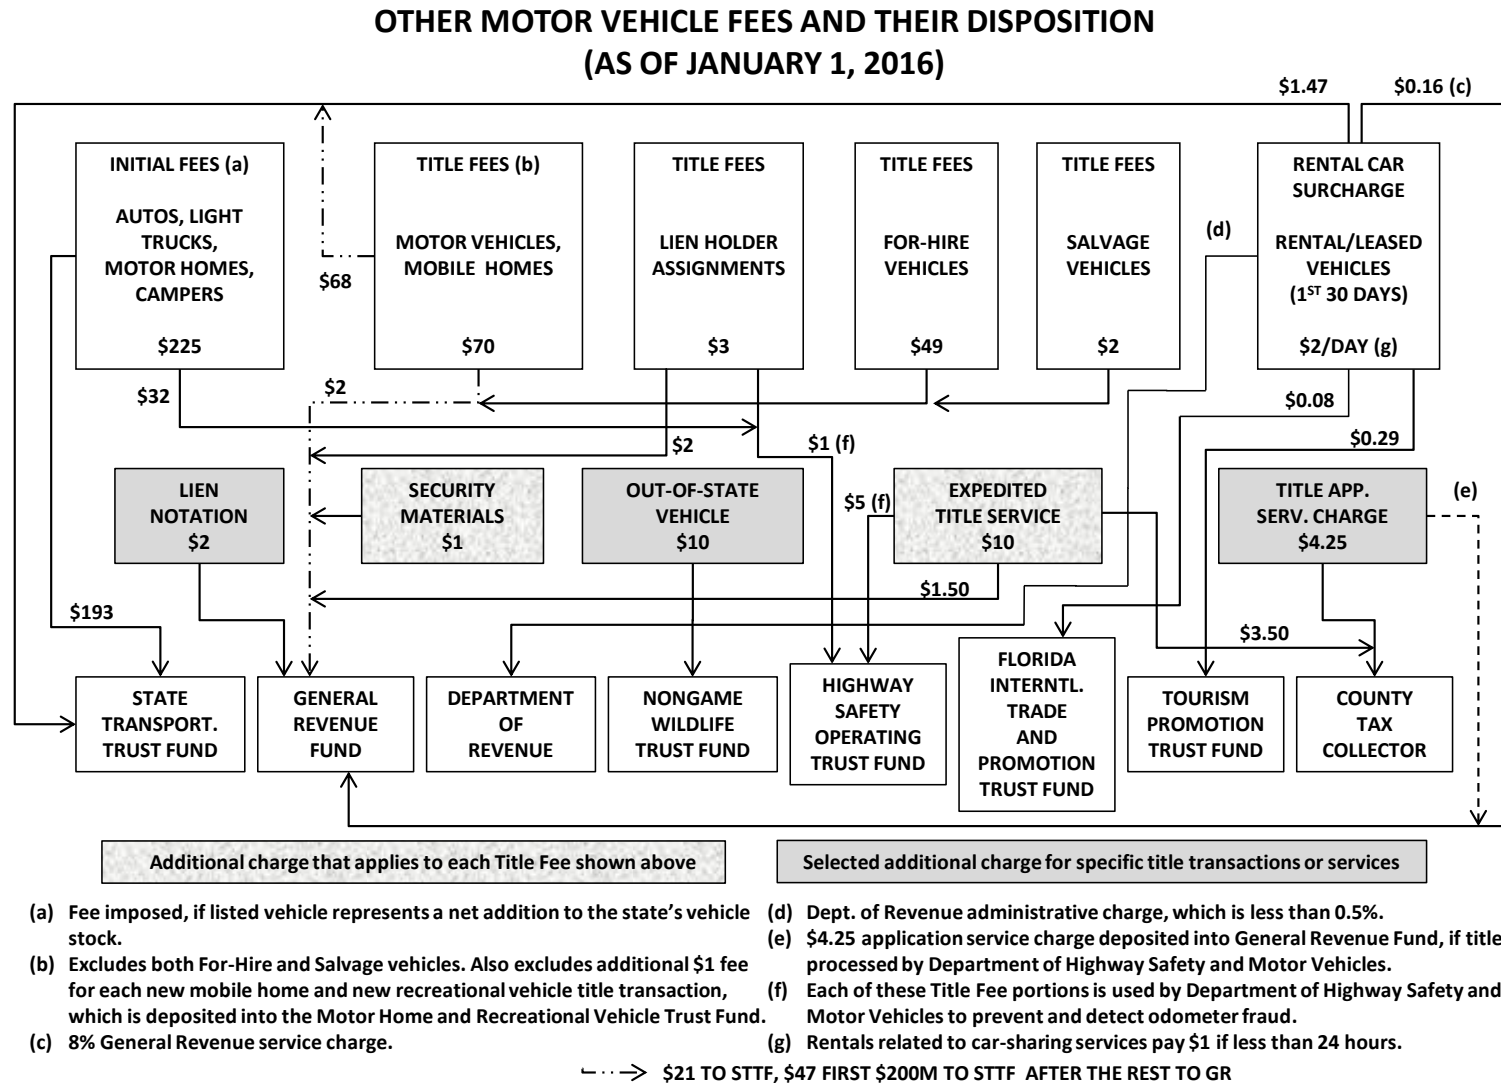 OTHER MOTOR VEHICLE FEES AND THEIR DISPOSITION
(AS OF JANUARY 1, 2016)
$1.47
$0.16 (c)
INITIAL FEES (a)
AUTOS, LIGHT
TRUCKS,
MOTOR HOMES,
CAMPERS
$225
TITLE FEES (b)
MOTOR VEHICLES,
MOBILE HOMES
$70
TITLE FEES
LIEN HOLDER
ASSIGNMENTS
$3
TITLE FEES
FOR-HIRE
VEHICLES
$49
TITLE FEES
SALVAGE
VEHICLES
$2
RENTAL CAR
SURCHARGE
RENTAL/LEASED
VEHICLES
(1ST 30 DAYS)
$2/DAY (g)
(d)
$68
$32
$2
$2
$1 (f)
$0.08
$0.29
LIEN
NOTATION
$2
SECURITY
MATERIALS
$1
OUT-OF-STATE
VEHICLE
$10
$5 (f)
EXPEDITED
TITLE SERVICE
$10
TITLE APP.
SERV. CHARGE
$4.25
(e)
$1.50
$193
$3.50
STATE
TRANSPORT.
TRUST FUND
GENERAL
REVENUE
FUND
DEPARTMENT
OF
REVENUE
NONGAME
WILDLIFE
TRUST FUND
HIGHWAY
SAFETY
OPERATING
TRUST FUND
FLORIDA
INTERNTL.
TRADE
AND
PROMOTION
TRUST FUND
TOURISM
PROMOTION
TRUST FUND
COUNTY
TAX
COLLECTOR
Additional charge that applies to each Title Fee shown above
Selected additional charge for specific title transactions or services
(a) Fee imposed, if listed vehicle represents a net addition to the state's vehicle
stock.
(b) Excludes both For-Hire and Salvage vehicles. Also excludes additional $1 fee
for each new mobile home and new recreational vehicle title transaction,
which is deposited into the Motor Home and Recreational Vehicle Trust Fund.
(c) 8% General Revenue service charge.
(d) Dept. of Revenue administrative charge, which is less than 0.5%.
(e) $4.25 application service charge deposited into General Revenue Fund, if title
processed by Department of Highway Safety and Motor Vehicles.
(f) Each of these Title Fee portions is used by Department of Highway Safety and
Motor Vehicles to prevent and detect odometer fraud.
(g) Rentals related to car-sharing services pay $1 if less than 24 hours.
$21 TO STTF, $47 FIRST $200M TO STTF AFTER THE REST TO GR